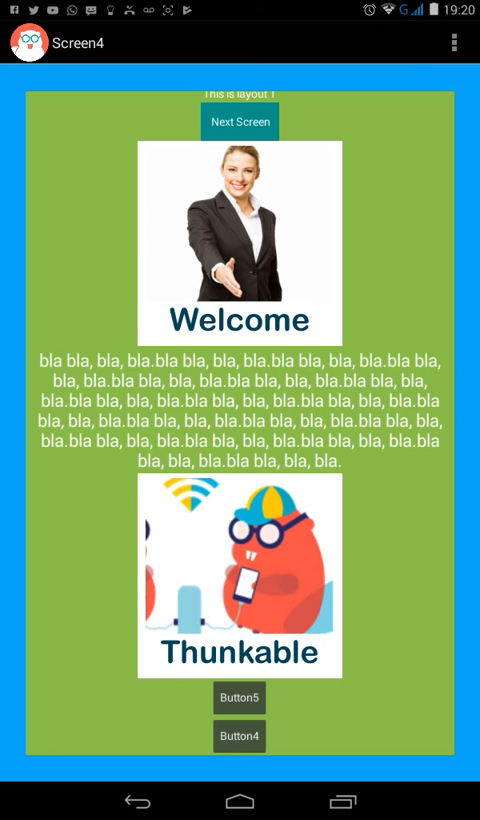 19:20
Screen4
This is layout 1
Next Screen
Welcome
bla bla, bla, bla.bla bla, bla, bla.bla bla, bla, bla.bla bla,
bla, bla.bla bla, bla, bla.bla bla, bla, bla.bla bla, bla,
bla.bla bla, bla, bla.bla bla, bla, bla.bla bla, bla, bla.bla
bla, bla, bla.bla bla, bla, bla.bla bla, bla, bla.bla bla, bla,
bla.bla bla, bla, bla.bla bla, bla, bla.bla bla, bla, bla.bla
bla, bla, bla.bla bla, bla, bla.
Thunkable
Button5
Button4